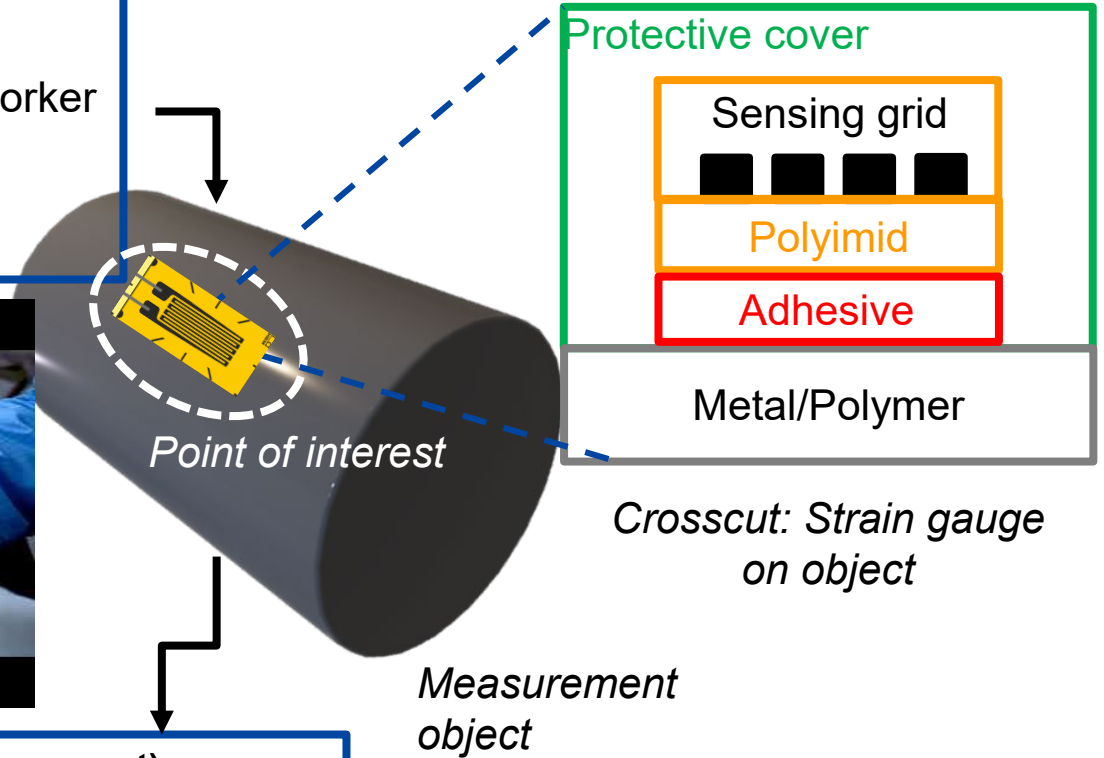 Protective cover
orker
Sensing grid
Polyimid
Adhesive
Metal/Polymer
Point of interest
Crosscut: Strain gauge
on object
Measurement
object